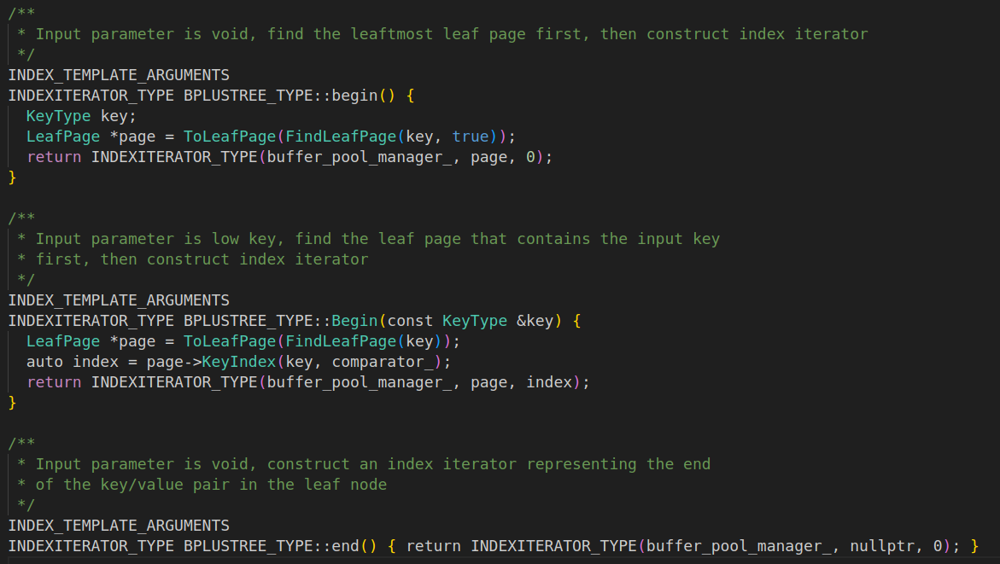 /**
 * Input parameter is void, find the leaftmost leaf page first, then construct index iterator
 */
INDEX_TEMPLATE_ARGUMENTS
INDEXITERATOR_TYPE BPLUSTREE_TYPE::begin() {
  KeyType key;
  LeafPage *page = ToLeafPage(FindLeafPage(key, true));
  return INDEXITERATOR_TYPE(buffer_pool_manager_, page, 0);
}

/**
 * Input parameter is low key, find the leaf page that contains the input key
 * first, then construct index iterator
 */
INDEX_TEMPLATE_ARGUMENTS
INDEXITERATOR_TYPE BPLUSTREE_TYPE::Begin(const KeyType &key) {
  LeafPage *page = ToLeafPage(FindLeafPage(key));
  auto index = page->KeyIndex(key, comparator_);
  return INDEXITERATOR_TYPE(buffer_pool_manager_, page, index);
}

/**
 * Input parameter is void, construct an index iterator representing the end
 * of the key/value pair in the leaf node
 */
INDEX_TEMPLATE_ARGUMENTS
INDEXITERATOR_TYPE BPLUSTREE_TYPE::end() { return INDEXITERATOR_TYPE(buffer_pool_manager_, nullptr, 0); }